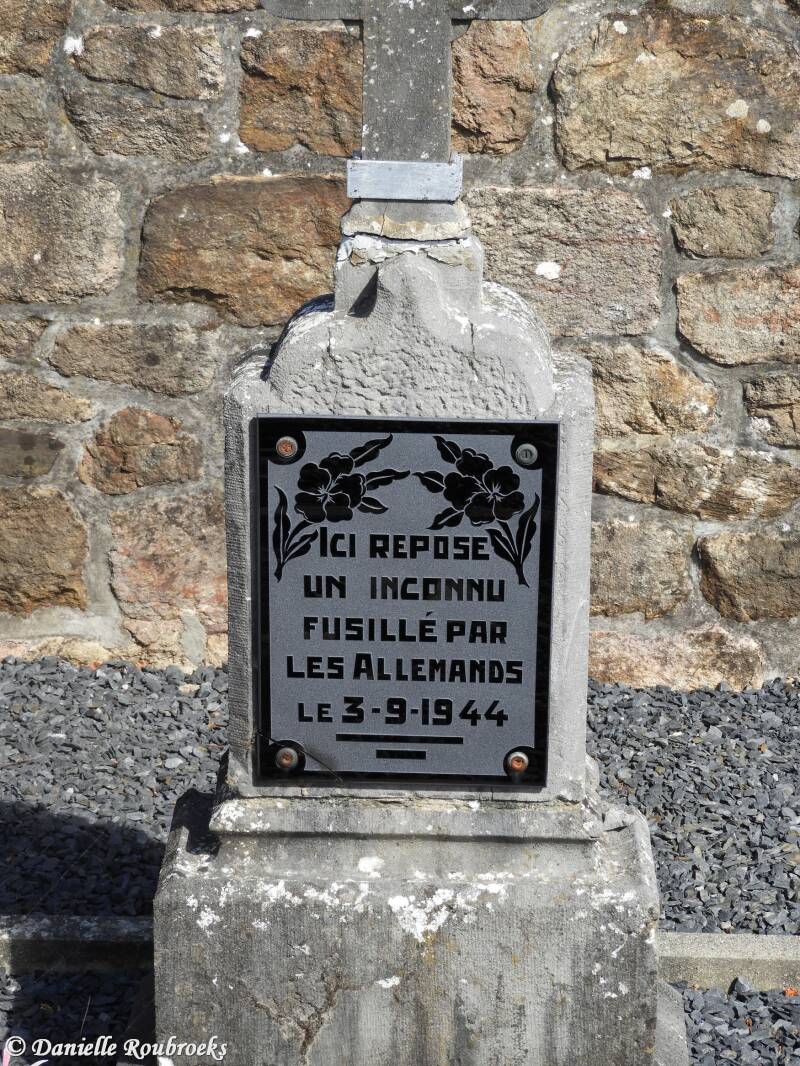 ICI REPOSE
UN INCONNU
FUSILLÉ PAR
LES ALLEMANDS
LE 3-9-1944
© Danielle Roubroeks